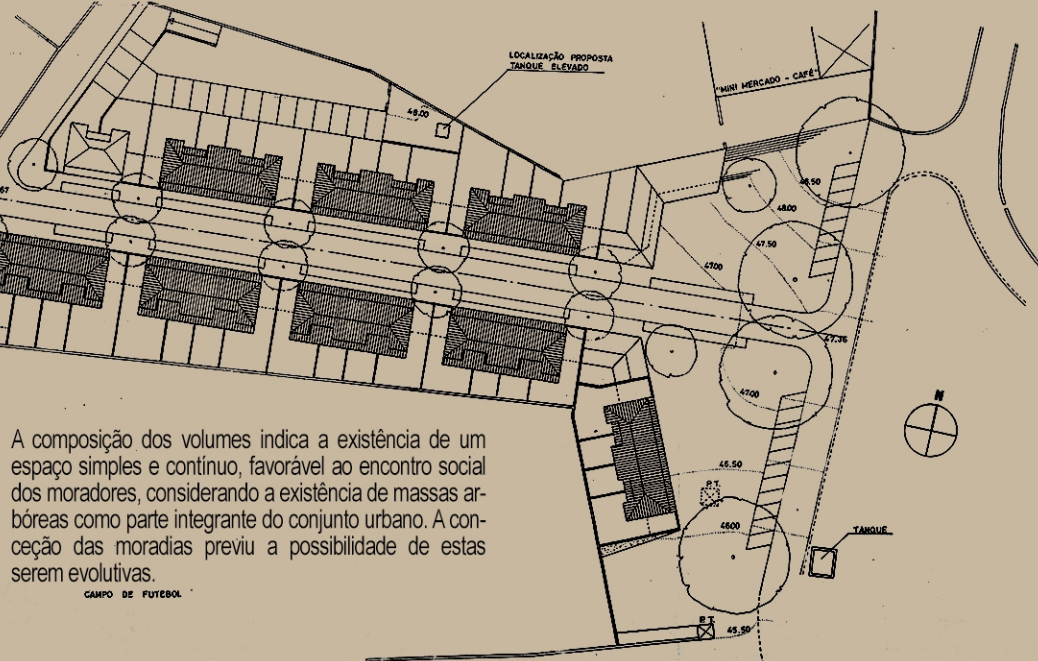 LOCALIZAÇÃO PROPOSTA
TANQUE ELEVADO
"MINI MERCADO - CAFÉ"
48.00
67
46.50
48.00
47.50
47.00
47.36
47.00
N
46.50
P.T.
46.00
TANQUE
A composição dos volumes indica a existência de um
espaço simples e contínuo, favorável ao encontro social
dos moradores, considerando a existência de massas ar-
bóreas como parte integrante do conjunto urbano. A con-
ceção das moradias previu a possibilidade de estas
serem evolutivas.
CAMPO DE FUTEBOL
P.T.
45.50